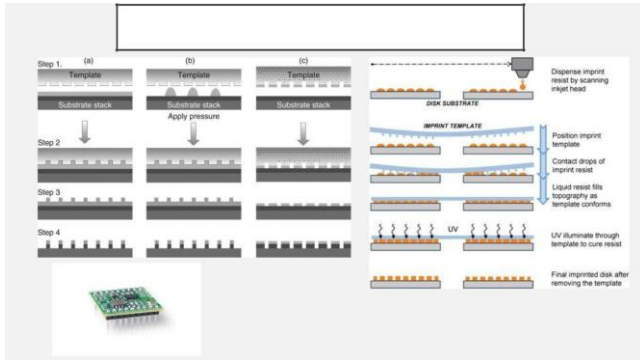 (a) (b) (c)
Step 1.
Template Template Template
Substrate stack Substrate stack Substrate stack
Apply pressure
Step 2
Step 3
Step 4
Dispense imprint
resist by scanning
inkjet head
DISK SUBSTRATE
IMPRINT TEMPLATE
Position imprint
template
Contact drops of
imprint resist
Liquid resist fills
topography as
template conforms
UV
UV illuminate through
template to cure resist
Final imprinted disk after
removing the template